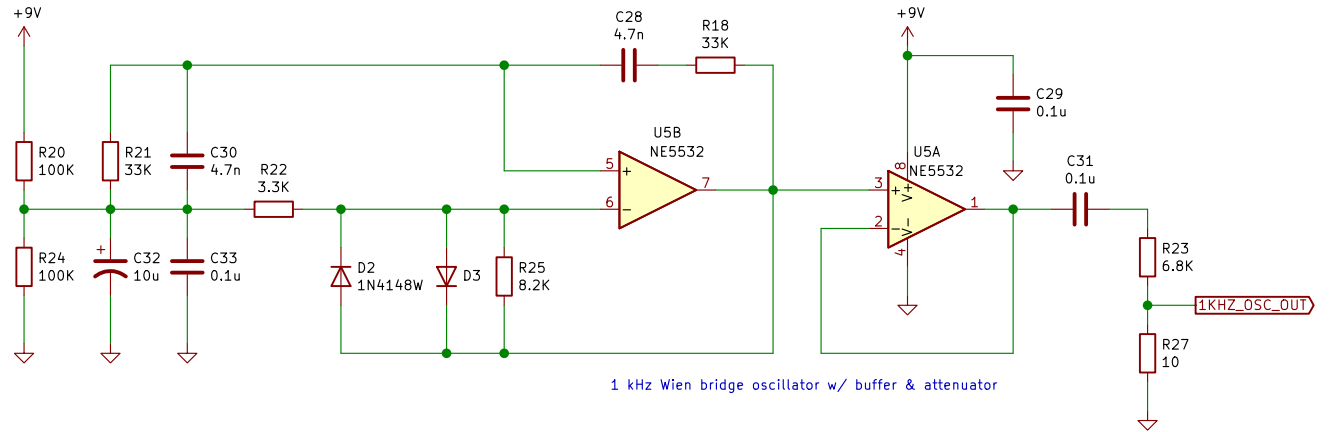 +9V
C28
4.7n
R18
33K
+9V
C29
0.1u
R20
100K
R21
33K
C30
4.7n
R22
3.3K
U5B
NE5532
5
+
6
−
7
U5A
NE5532
8
V+
3
+
2
−
V−
4
1
C31
0.1u
R24
100K
+
C32
10u
C33
0.1u
D2
1N4148W
D3
R25
8.2K
R23
6.8K
1KHZ_OSC_OUT
R27
10
1 kHz Wien bridge oscillator w/ buffer & attenuator